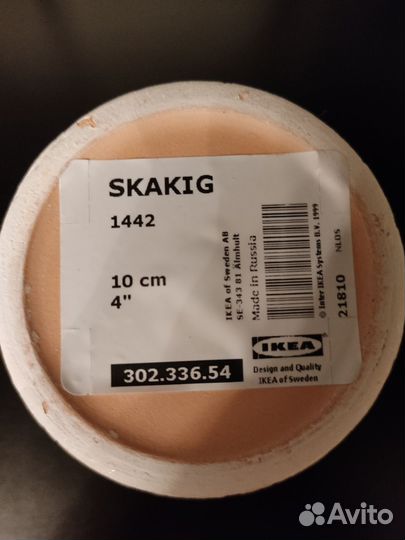 SKAKIG
1442
10 cm
4"
302.336.54
IKEA of Sweden AB
SE-343 81 Älmhult
Made in Russia
© Inter IKEA Systems B.V. 1999
21810
NL05
IKEA
Design and Quality
IKEA of Sweden
Avito